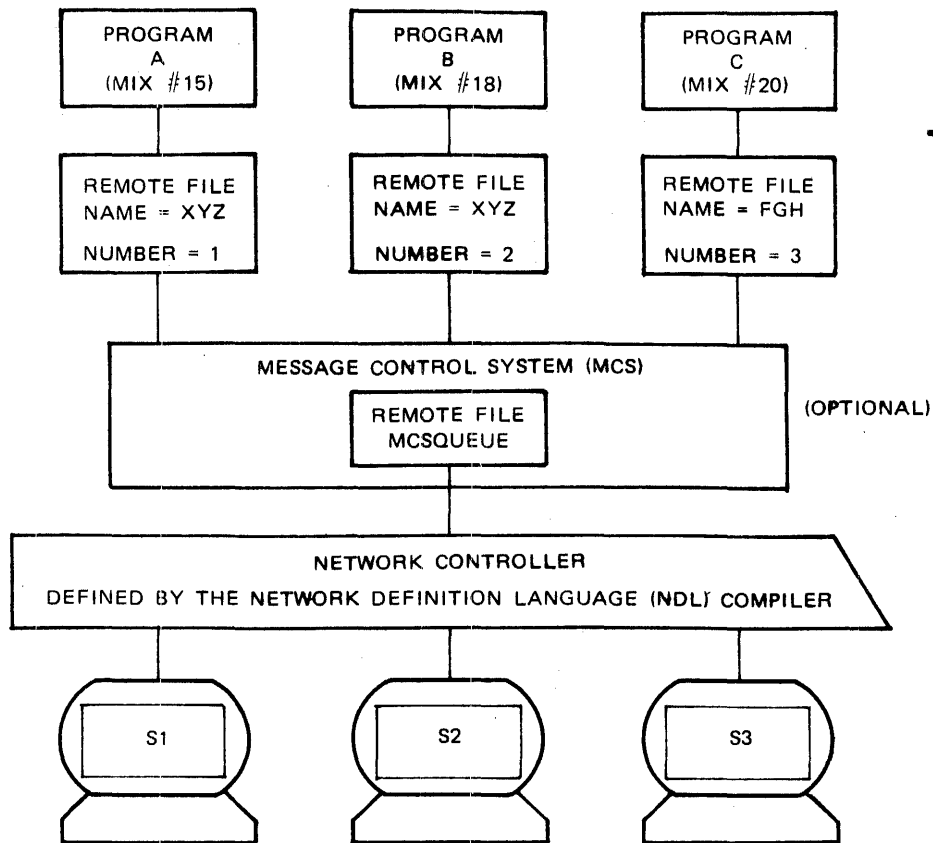 PROGRAM
A
(MIX #15)
PROGRAM
B
(MIX #18)
PROGRAM
C
(MIX #20)
REMOTE FILE
NAME = XYZ
NUMBER = 1
REMOTE FILE
NAME = XYZ
NUMBER = 2
REMOTE FILE
NAME = FGH
NUMBER = 3
MESSAGE CONTROL SYSTEM (MCS)
REMOTE FILE
MCSQUEUE
(OPTIONAL)
NETWORK CONTROLLER
DEFINED BY THE NETWORK DEFINITION LANGUAGE (NDL) COMPILER
S1
S2
S3